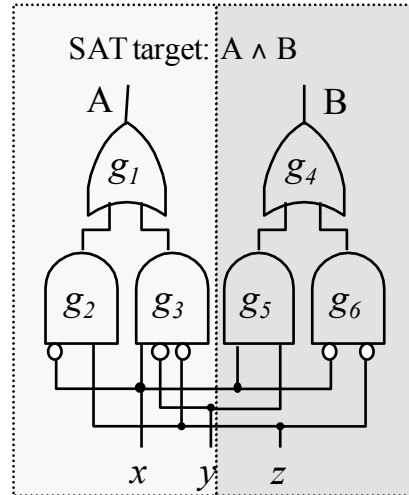 SAT target: A ∧ B
A B
g1 g4
g2 g3 g5 g6
x y z